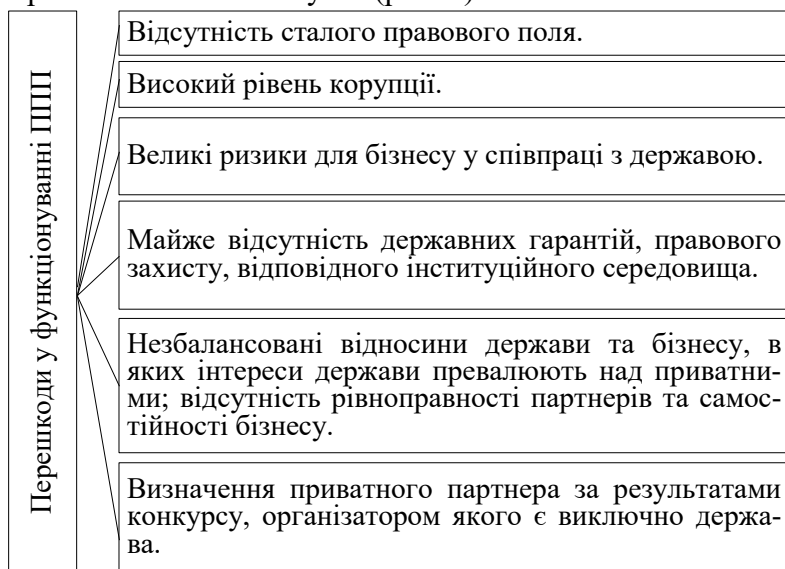 Перешкоди у функціонуванні ППП
Відсутність сталого правового поля.
Високий рівень корупції.
Великі ризики для бізнесу у співпраці з державою.
Майже відсутність державних гарантій, правового
захисту, відповідного інституційного середовища.
Незбалансовані відносини держави та бізнесу, в
яких інтереси держави превалюють над приватни-
ми; відсутність рівноправності партнерів та самос-
тійності бізнесу.
Визначення приватного партнера за результатами
конкурсу, організатором якого є виключно держа-
ва.